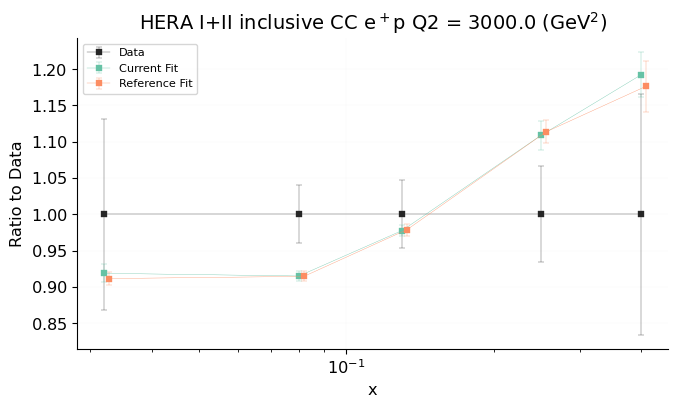 HERA I+II inclusive CC e⁺p Q2 = 3000.0 (GeV²)
Data
Current Fit
Reference Fit
Ratio to Data
1.20
1.15
1.10
1.05
1.00
0.95
0.90
0.85
10⁻¹
x